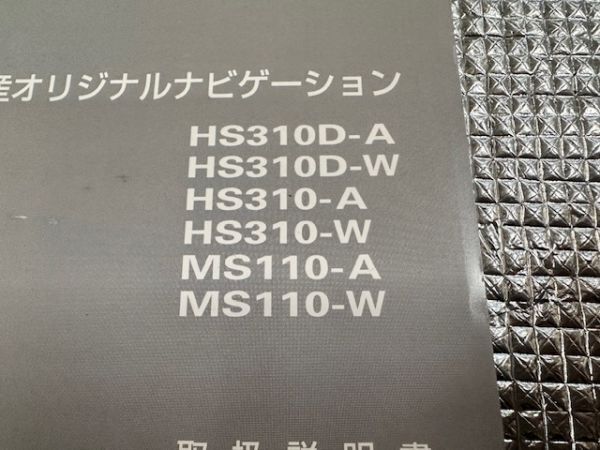 産オリジナルナビゲーション
HS310D-A
HS310D-W
HS310-A
HS310-W
MS110-A
MS110-W
取扱説明書